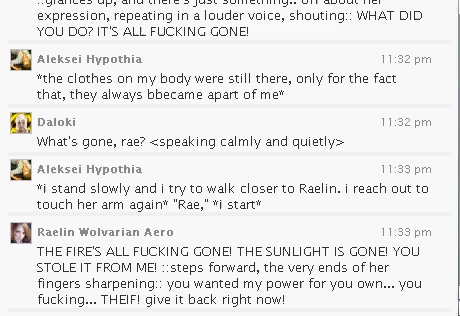 ::glances up, and there's just something.. off about her
expression, repeating in a louder voice, shouting:: WHAT DID
YOU DO? IT'S ALL FUCKING GONE!
Aleksei Hypothia 11:32 pm
*the clothes on my body were still there, only for the fact
that, they always bbecame apart of me*
Daloki 11:32 pm
What's gone, rae? <speaking calmly and quietly>
Aleksei Hypothia 11:33 pm
*i stand slowly and i try to walk closer to Raelin. i reach out to
touch her arm again* "Rae," *i start*
Raelin Wolvarian Aero 11:33 pm
THE FIRE'S ALL FUCKING GONE! THE SUNLIGHT IS GONE! YOU
STOLE IT FROM ME! ::steps forward, the very ends of her
fingers sharpening:: you wanted my power for you own... you
fucking... THEIF! give it back right now!